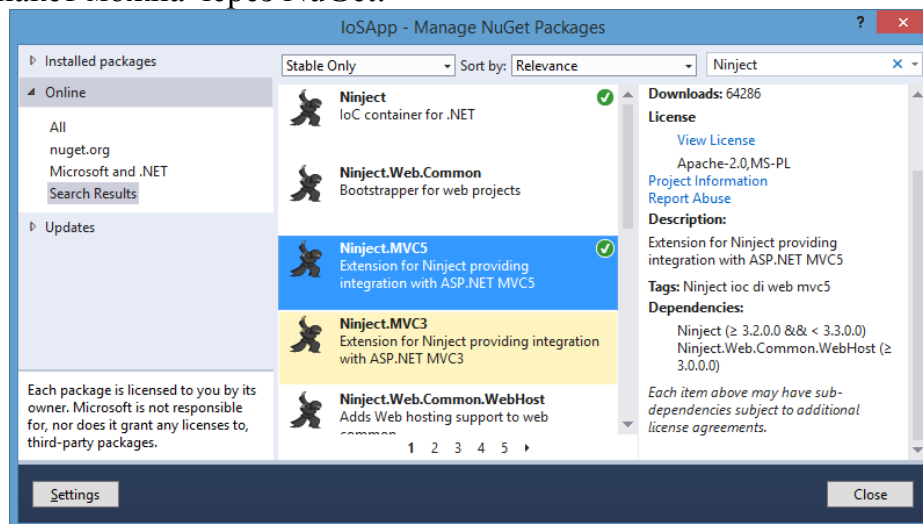 через NuGet.
IoSApp - Manage NuGet Packages
?
×
Installed packages
Online
All
nuget.org
Microsoft and .NET
Search Results
Updates
Each package is licensed to you by its
owner. Microsoft is not responsible
for, nor does it grant any licenses to,
third-party packages.
Stable Only
Sort by: Relevance
Ninject
IoC container for .NET
Ninject.Web.Common
Bootstrapper for web projects
Ninject.MVC5
Extension for Ninject providing
integration with ASP.NET MVC5
Ninject.MVC3
Extension for Ninject providing integration
with ASP.NET MVC3
Ninject.Web.Common.WebHost
Adds Web hosting support to web
1 2 3 4 5
Ninject
Downloads: 64286
License
View License
Apache-2.0,MS-PL
Project Information
Report Abuse
Description:
Extension for Ninject providing
integration with ASP.NET MVC5
Tags: Ninject ioc di web mvc5
Dependencies:
Ninject (≥ 3.2.0.0 && < 3.3.0.0)
Ninject.Web.Common.WebHost (≥
3.0.0.0)
Each item above may have sub-
dependencies subject to additional
license agreements.
Settings
Close